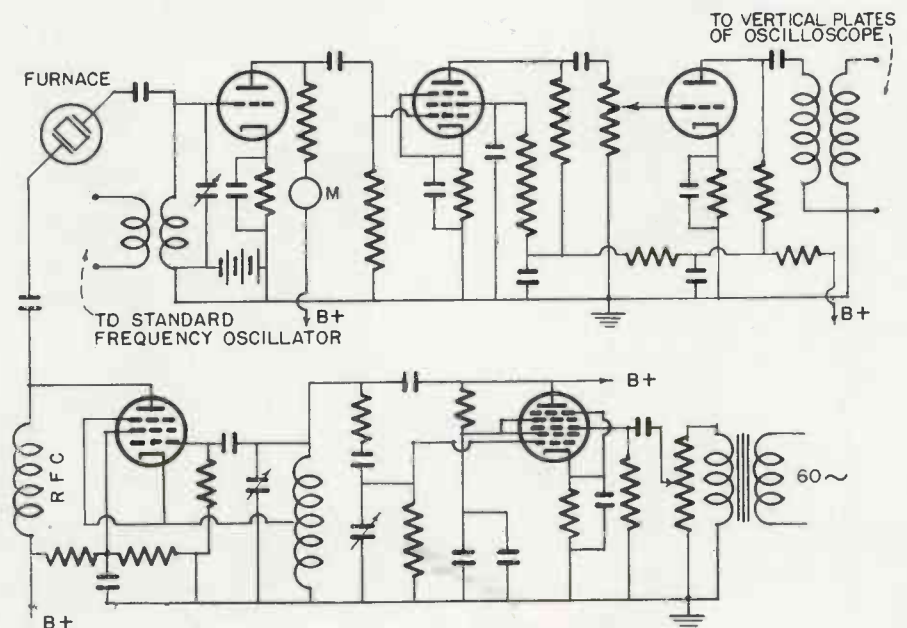 TO VERTICAL PLATES
OF OSCILLOSCOPE
FURNACE
M
TO STANDARD
FREQUENCY OSCILLATOR
B+
B+
B+
RFC
60~
B+